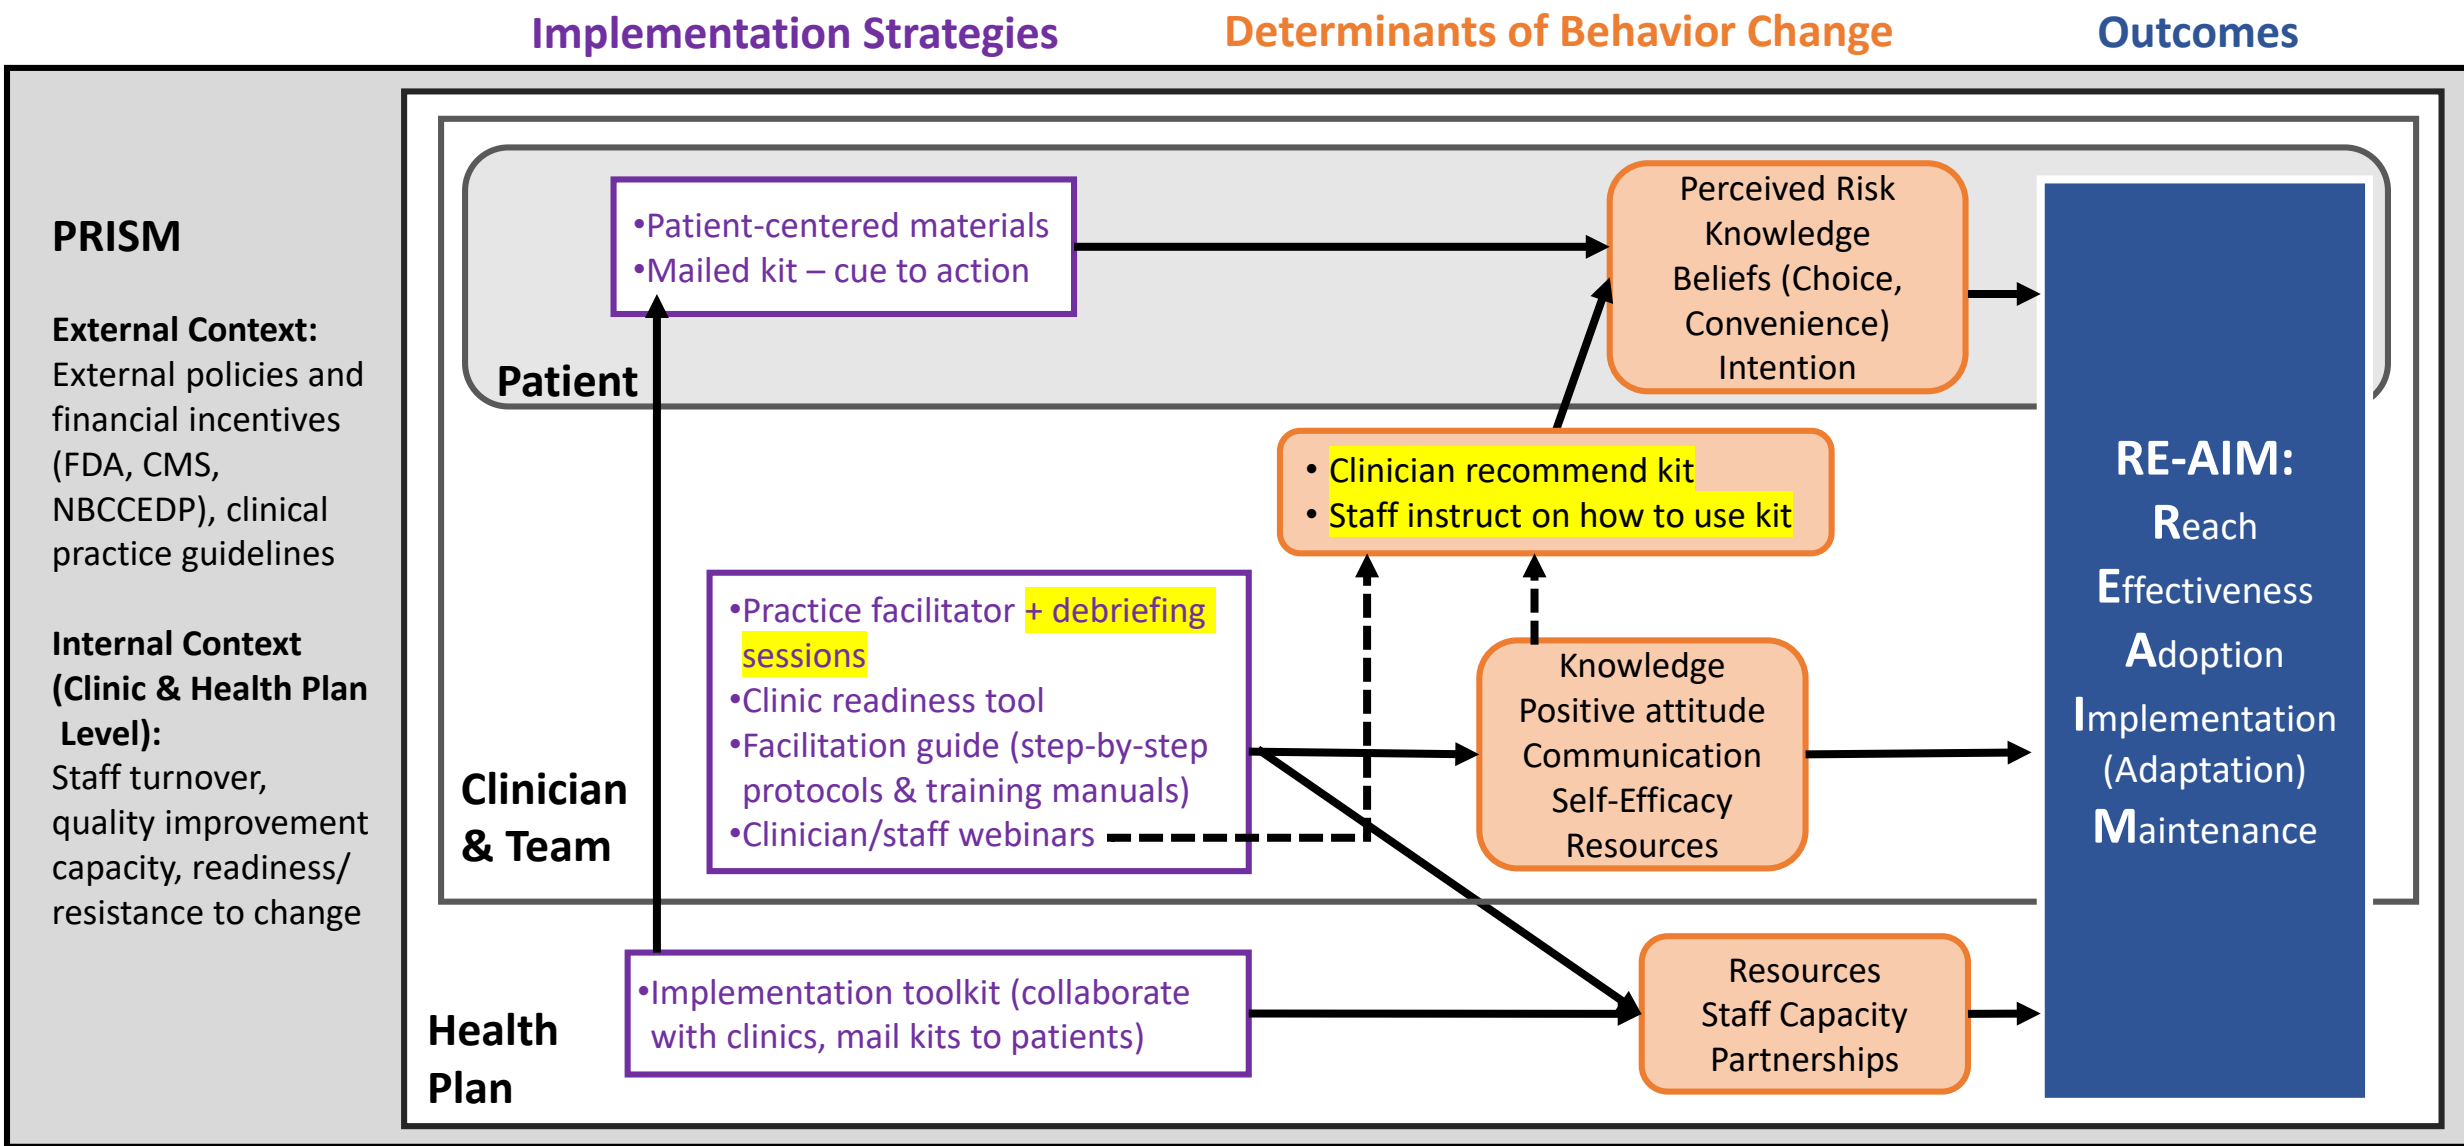 Implementation Strategies
Determinants of Behavior Change
Outcomes
PRISM
External Context:
External policies and
financial incentives
(FDA, CMS,
NBCCEDP), clinical
practice guidelines
Internal Context
(Clinic & Health Plan
Level):
Staff turnover,
quality improvement
capacity, readiness/
resistance to change
•Patient-centered materials
•Mailed kit – cue to action
Patient
Perceived Risk
Knowledge
Beliefs (Choice,
Convenience)
Intention
• Clinician recommend kit
• Staff instruct on how to use kit
•Practice facilitator + debriefing
sessions
•Clinic readiness tool
•Facilitation guide (step-by-step
protocols & training manuals)
•Clinician/staff webinars
Clinician
& Team
Knowledge
Positive attitude
Communication
Self-Efficacy
Resources
•Implementation toolkit (collaborate
with clinics, mail kits to patients)
Health
Plan
Resources
Staff Capacity
Partnerships
RE-AIM:
Reach
Effectiveness
Adoption
Implementation
(Adaptation)
Maintenance